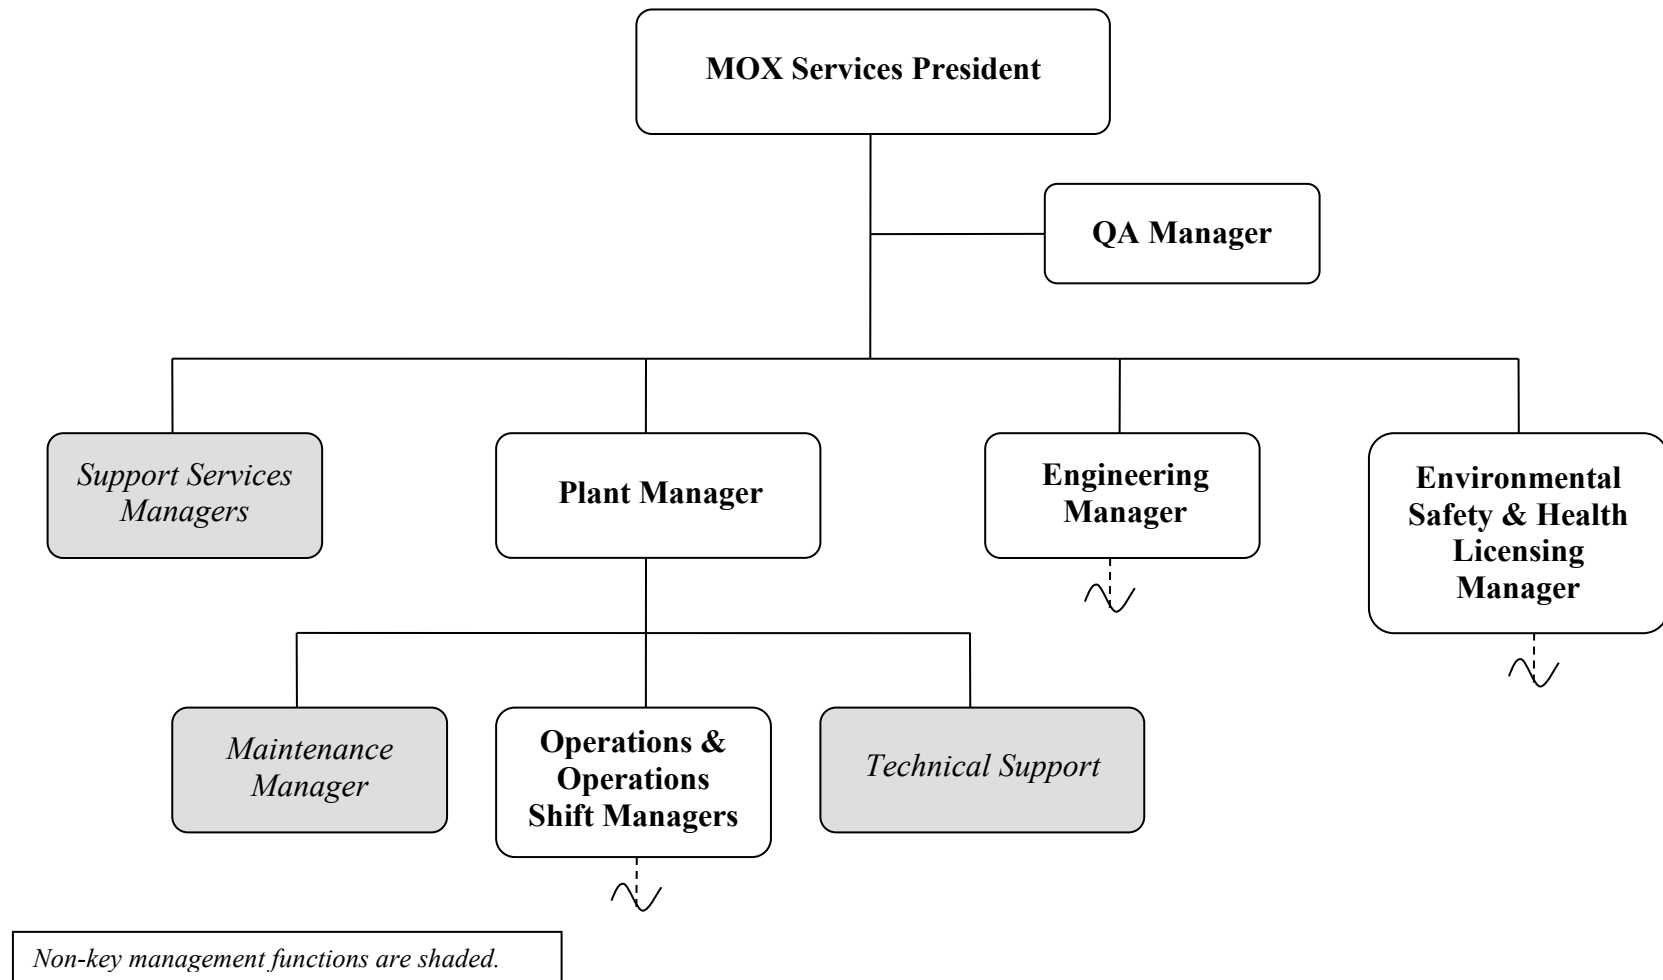 MOX Services President
QA Manager
Support Services
Managers
Plant Manager
Engineering
Manager
Environmental
Safety & Health
Licensing
Manager
Maintenance
Manager
Operations &
Operations
Shift Managers
Technical Support
Non-key management functions are shaded.